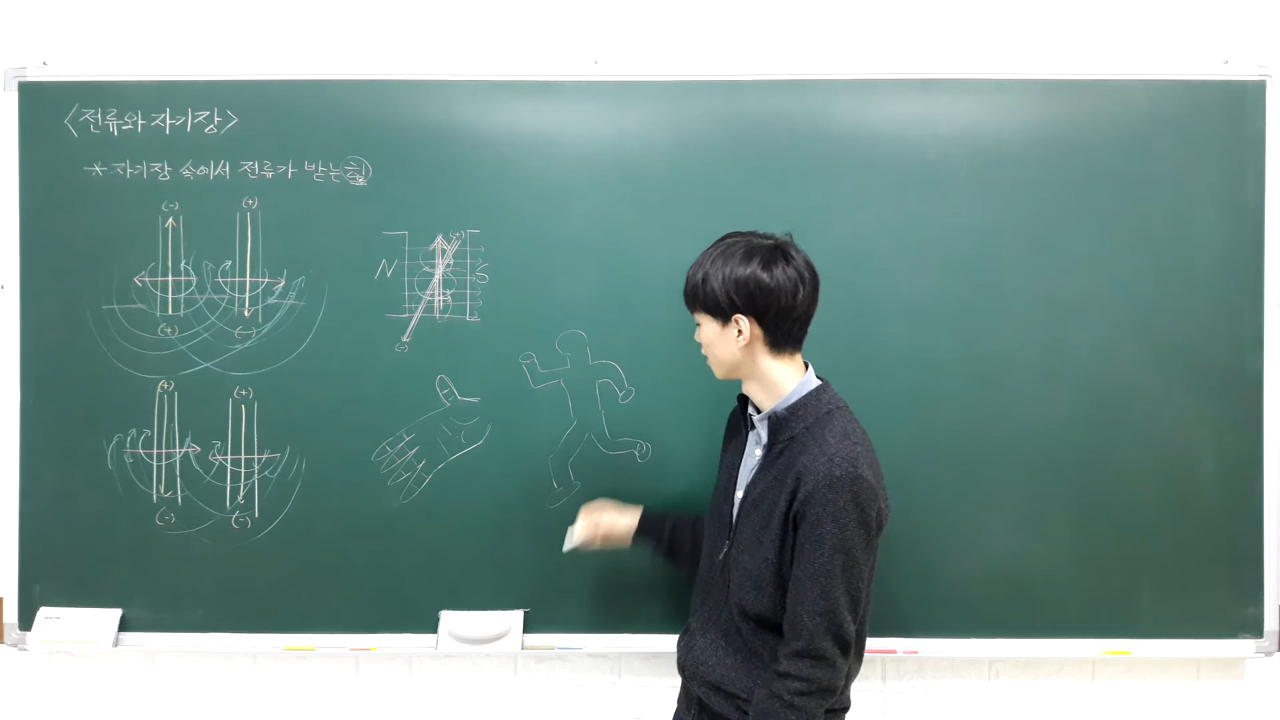 <전류와 자기장>
* 자기장 속에서 전류가 받는 힘
(-) (+)
(+) (-)
N (+) S
(-)
(+) (+)
(-) (-)